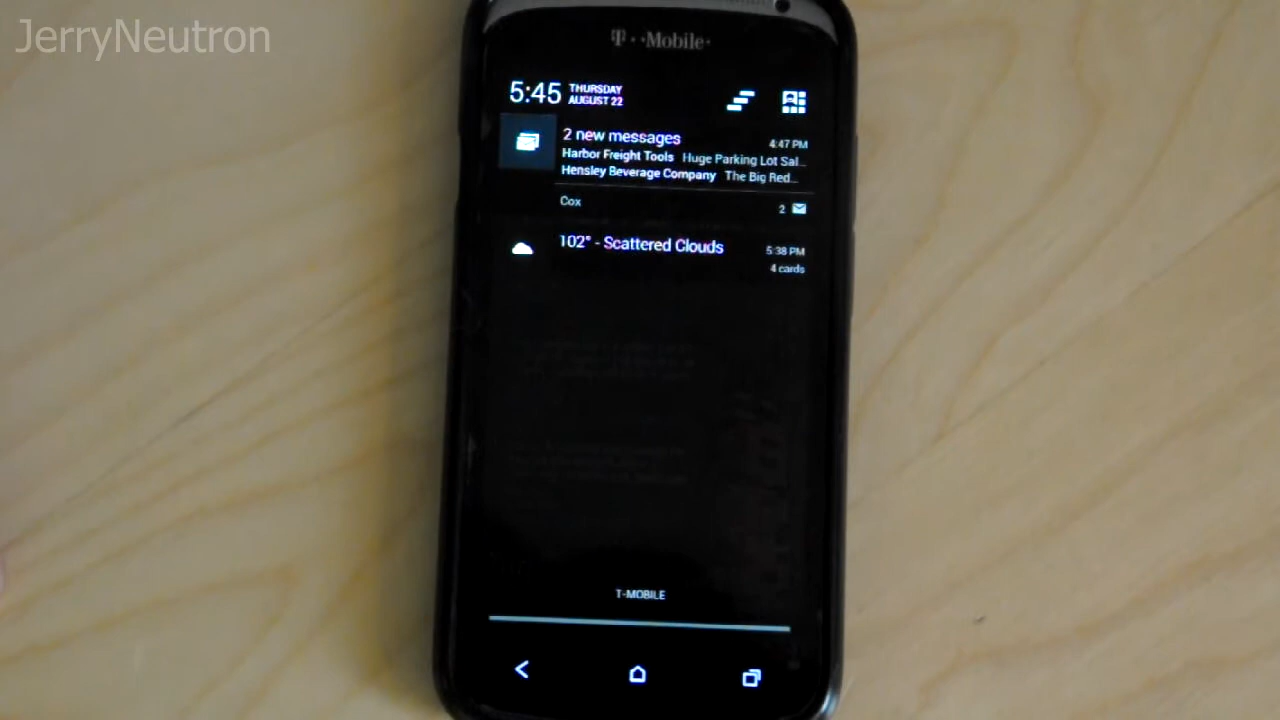 JerryNeutron
T··Mobile·
5:45 THURSDAY
AUGUST 22
2 new messages 4:47 PM
Harbor Freight Tools Huge Parking Lot Sal...
Hensley Beverage Company The Big Red...
Cox 2
102° - Scattered Clouds 5:38 PM
4 cards
T-MOBILE